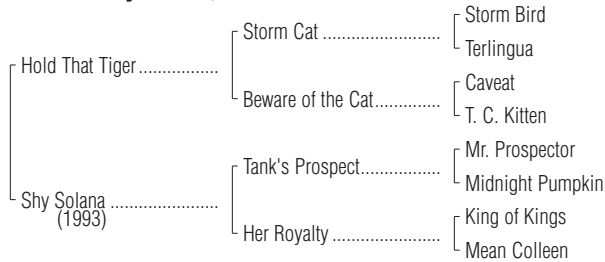 Storm Bird
Storm Cat ........................
Terlingua
Hold That Tiger ................
Caveat
Beware of the Cat..............
T. C. Kitten
Mr. Prospector
Tank's Prospect.................
Midnight Pumpkin
Shy Solana ......................
(1993)
King of Kings
Her Royalty ......................
Mean Colleen